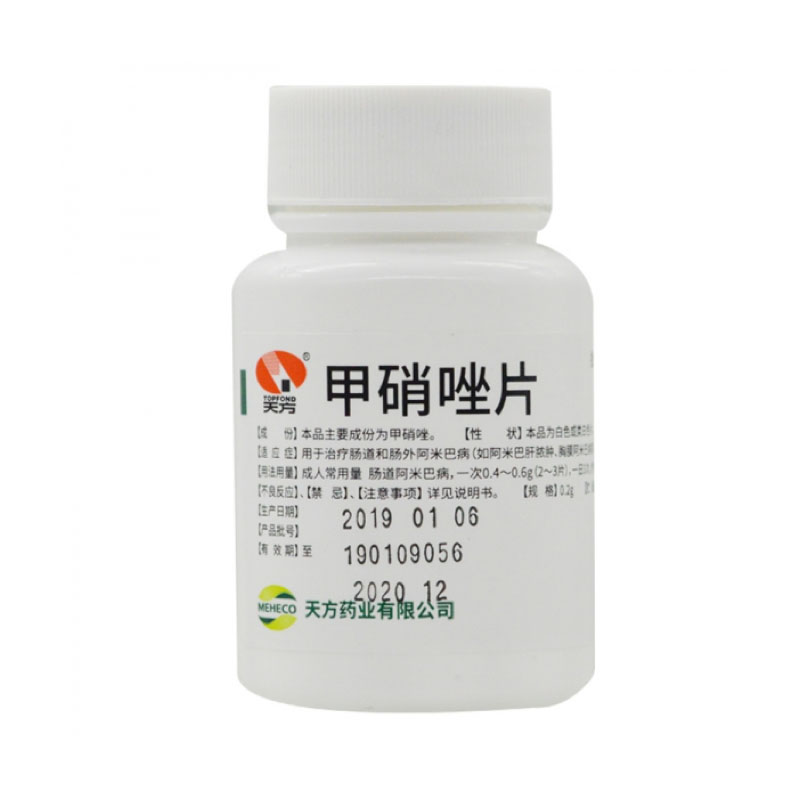 甲硝唑片
TOPFOND
天方
®
【成 份】本品主要成份为甲硝唑。 【性 状】本品为白色或类白色
【适应症】用于治疗肠道和肠外阿米巴病(如阿米巴肝脓肿、胸膜阿米巴
【用法用量】成人常用量 肠道阿米巴病,一次0.4~0.6g(2~3片),一日
【不良反应】、【禁 忌】、【注意事项】详见说明书。 【规 格】0.2g
【生产日期】 2019 01 06
【产品批号】 190109056
【有 效 期】至 2020 12
MEHECO 天方药业有限公司